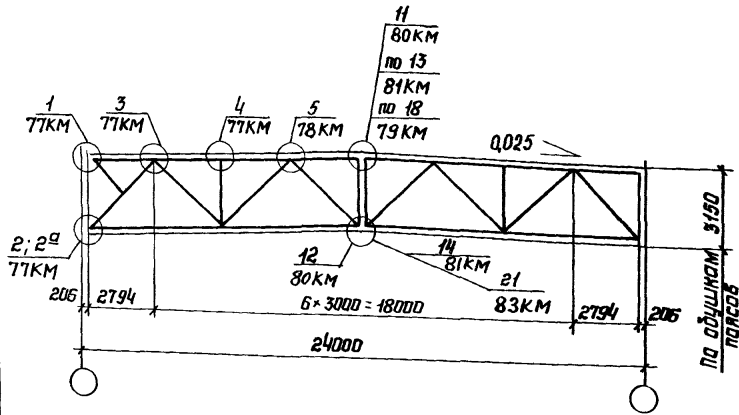 11
80КМ
по 13
81КМ
по 18
79КМ
1
77КМ
3
77КМ
4
77КМ
5
78КМ
0,025
2; 2а
77КМ
12
80КМ
14
81КМ
21
83КМ
3150
По обушкам
поясов
206
2794
6×3000=18000
2794
206
24000